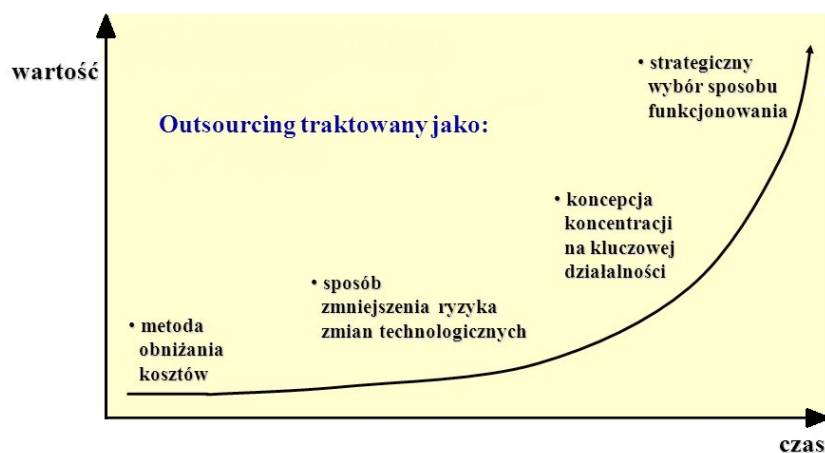 wartość
Outsourcing traktowany jako:
• metoda
obniżania
kosztów
• sposób
zmniejszenia ryzyka
zmian technologicznych
• koncepcja
koncentracji
na kluczowej
działalności
• strategiczny
wybór sposobu
funkcjonowania
czas